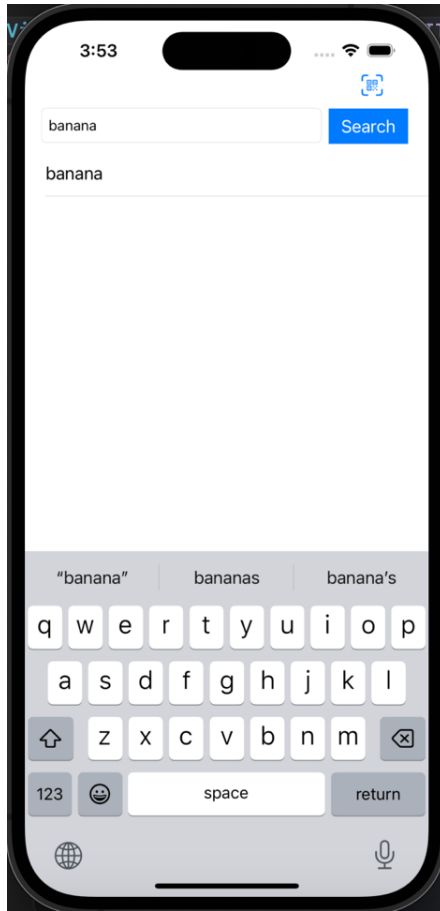 3:53
banana
Search
banana
“banana”
bananas
banana’s
q w e r t y u i o p
a s d f g h j k l
z x c v b n m
123
space
return